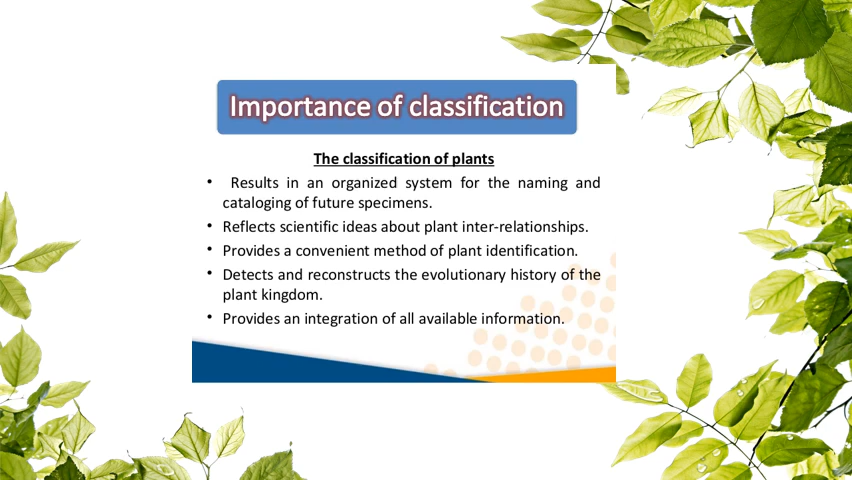 Importance of classification
The classification of plants
• Results in an organized system for the naming and
cataloging of future specimens.
• Reflects scientific ideas about plant inter-relationships.
• Provides a convenient method of plant identification.
• Detects and reconstructs the evolutionary history of the
plant kingdom.
• Provides an integration of all available information.